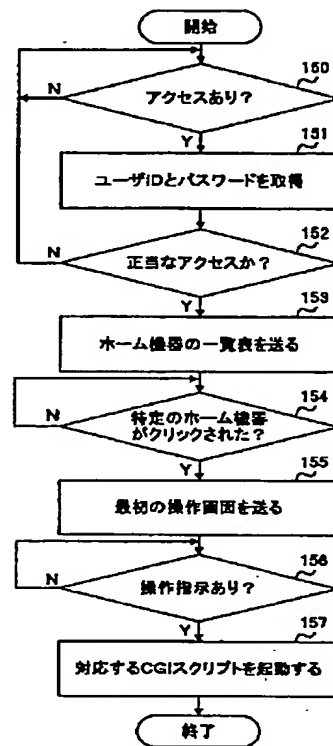 開始
150
アクセスあり?
N
Y
151
ユーザIDとパスワードを取得
152
正当なアクセスか?
N
Y
153
ホーム機器の一覧表を送る
154
特定のホーム機器
がクリックされた?
N
Y
155
最初の操作画面を送る
156
操作指示あり?
N
Y
157
対応するCGIスクリプトを起動する
終了